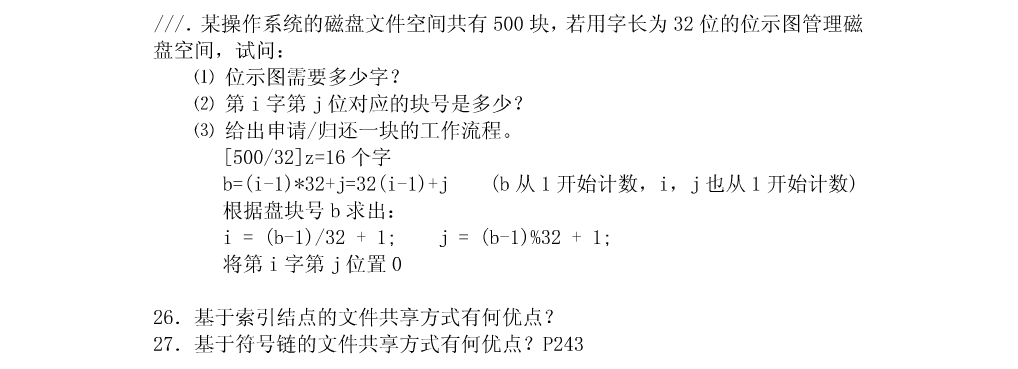 ///．某操作系统的磁盘文件空间共有 500 块，若用字长为 32 位的位示图管理磁
盘空间，试问：
⑴ 位示图需要多少字？
⑵ 第 i 字第 j 位对应的块号是多少？
⑶ 给出申请/归还一块的工作流程。
[500/32]z=16 个字
b=(i-1)*32+j=32(i-1)+j （b 从 1 开始计数，i，j 也从 1 开始计数）
根据盘块号 b 求出：
i = (b-1)/32 + 1; j = (b-1)%32 + 1;
将第 i 字第 j 位置 0
26．基于索引结点的文件共享方式有何优点？
27．基于符号链的文件共享方式有何优点？P243